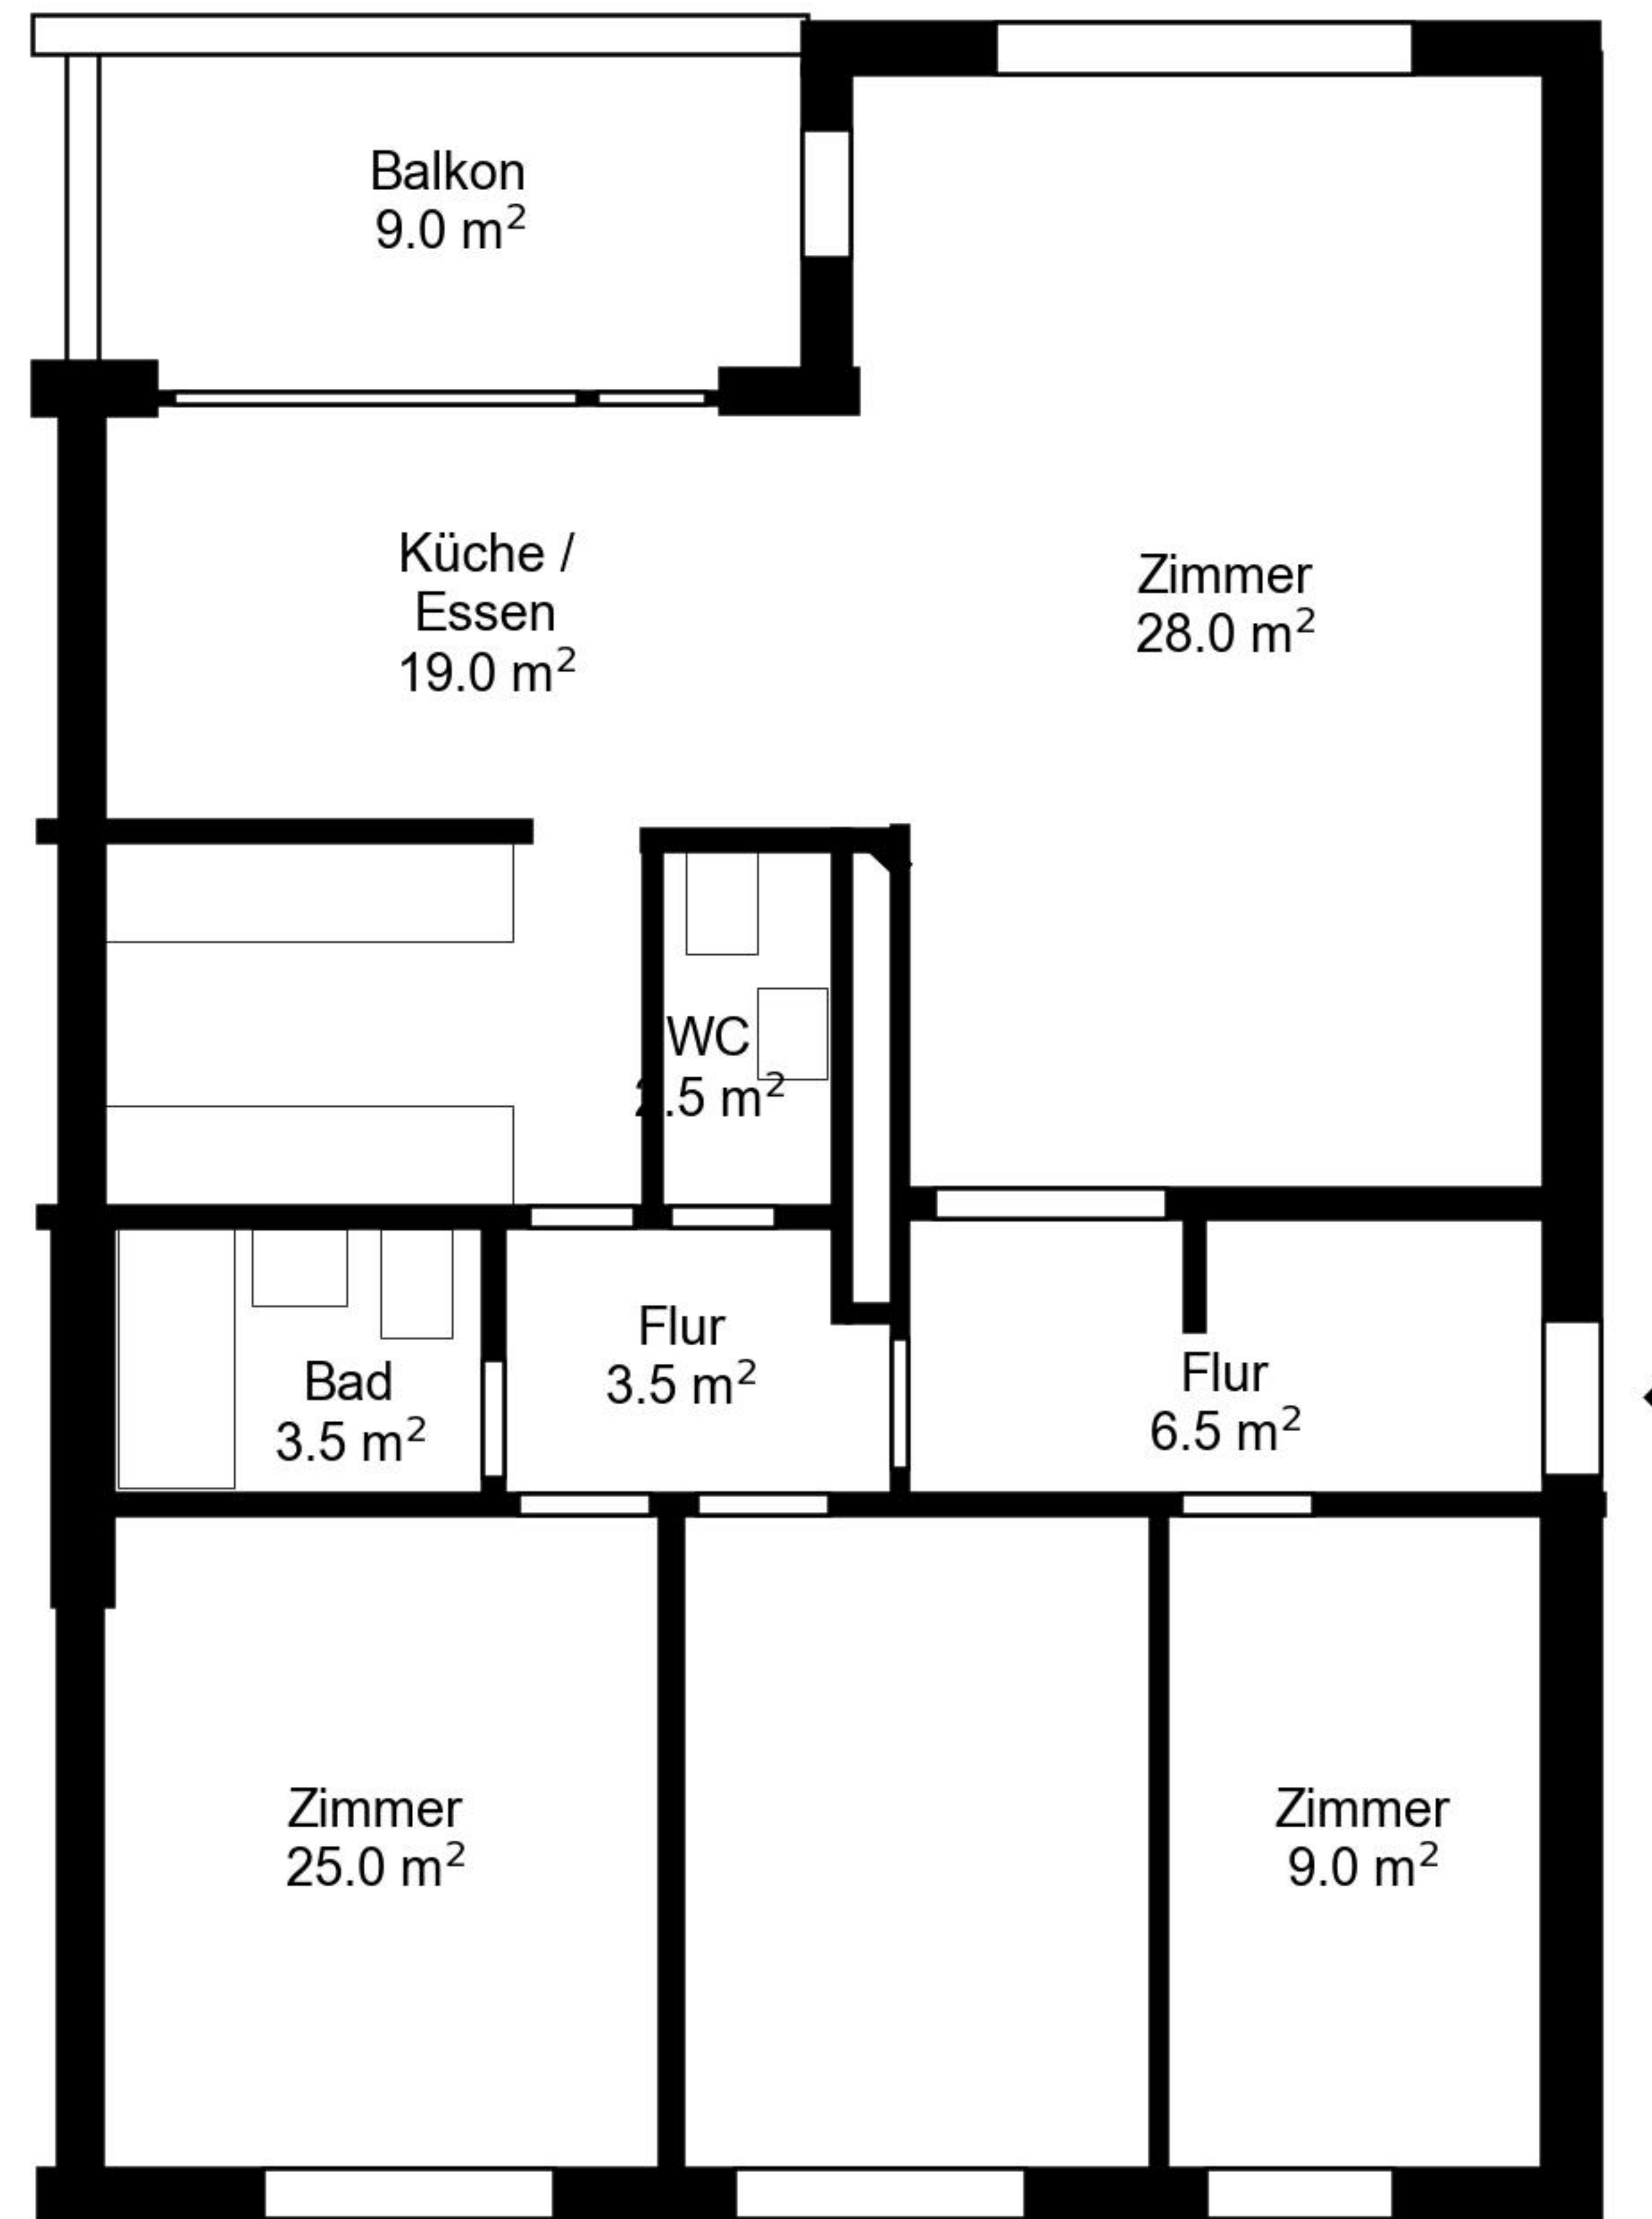 Balkon
9.0 m²
Küche /
Essen
19.0 m²
Zimmer
28.0 m²
WC
2.5 m²
Flur
3.5 m²
Bad
3.5 m²
Flur
6.5 m²
Zimmer
25.0 m²
Zimmer
9.0 m²